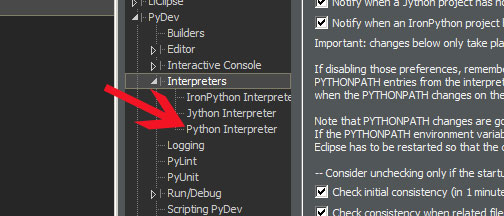 LiClipse
PyDev
Builders
Editor
Interactive Console
Interpreters
IronPython Interprete
Jython Interpreter
Python Interpreter
Logging
PyLint
PyUnit
Run/Debug
Scripting PyDev
Notify when a Jython project has no
Notify when an IronPython project h
Important: changes below only take pla
If disabling those preferences, remembe
PYTHONPATH entries from the interpret
when the PYTHONPATH changes on the
Note that PYTHONPATH changes are go
If the PYTHONPATH environment variab
Eclipse has to be restarted so that the c
-- Consider unchecking only if the startu
Check initial consistency (in 1 minute
Check consistency when related file